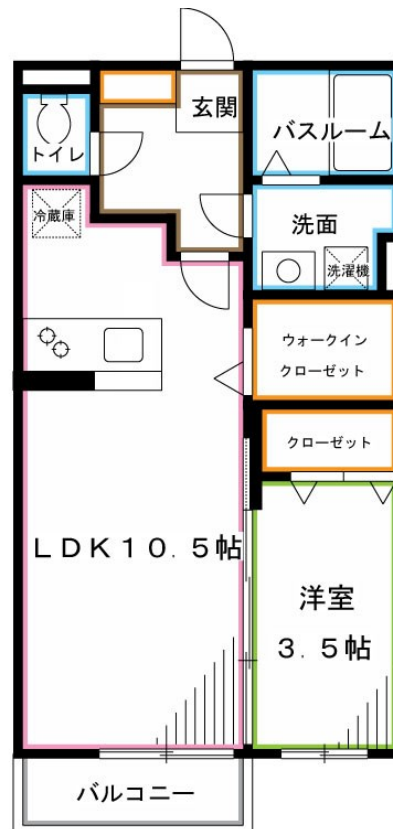 玄関
バスルーム
トイレ
冷蔵庫
洗面
洗濯機
ウォークイン
クローゼット
クローゼット
LDK10.5帖
洋室
3.5帖
バルコニー